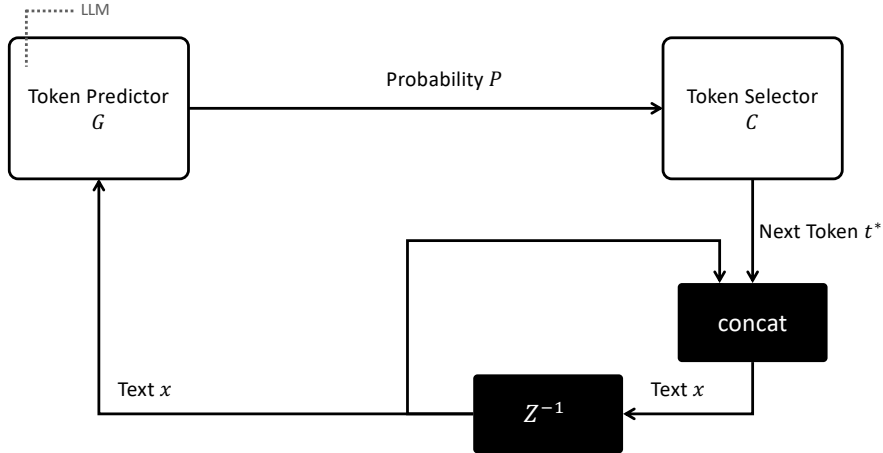 LLM
Token Predictor
G
Probability P
Token Selector
C
Next Token t*
concat
Text x
Z⁻¹
Text x